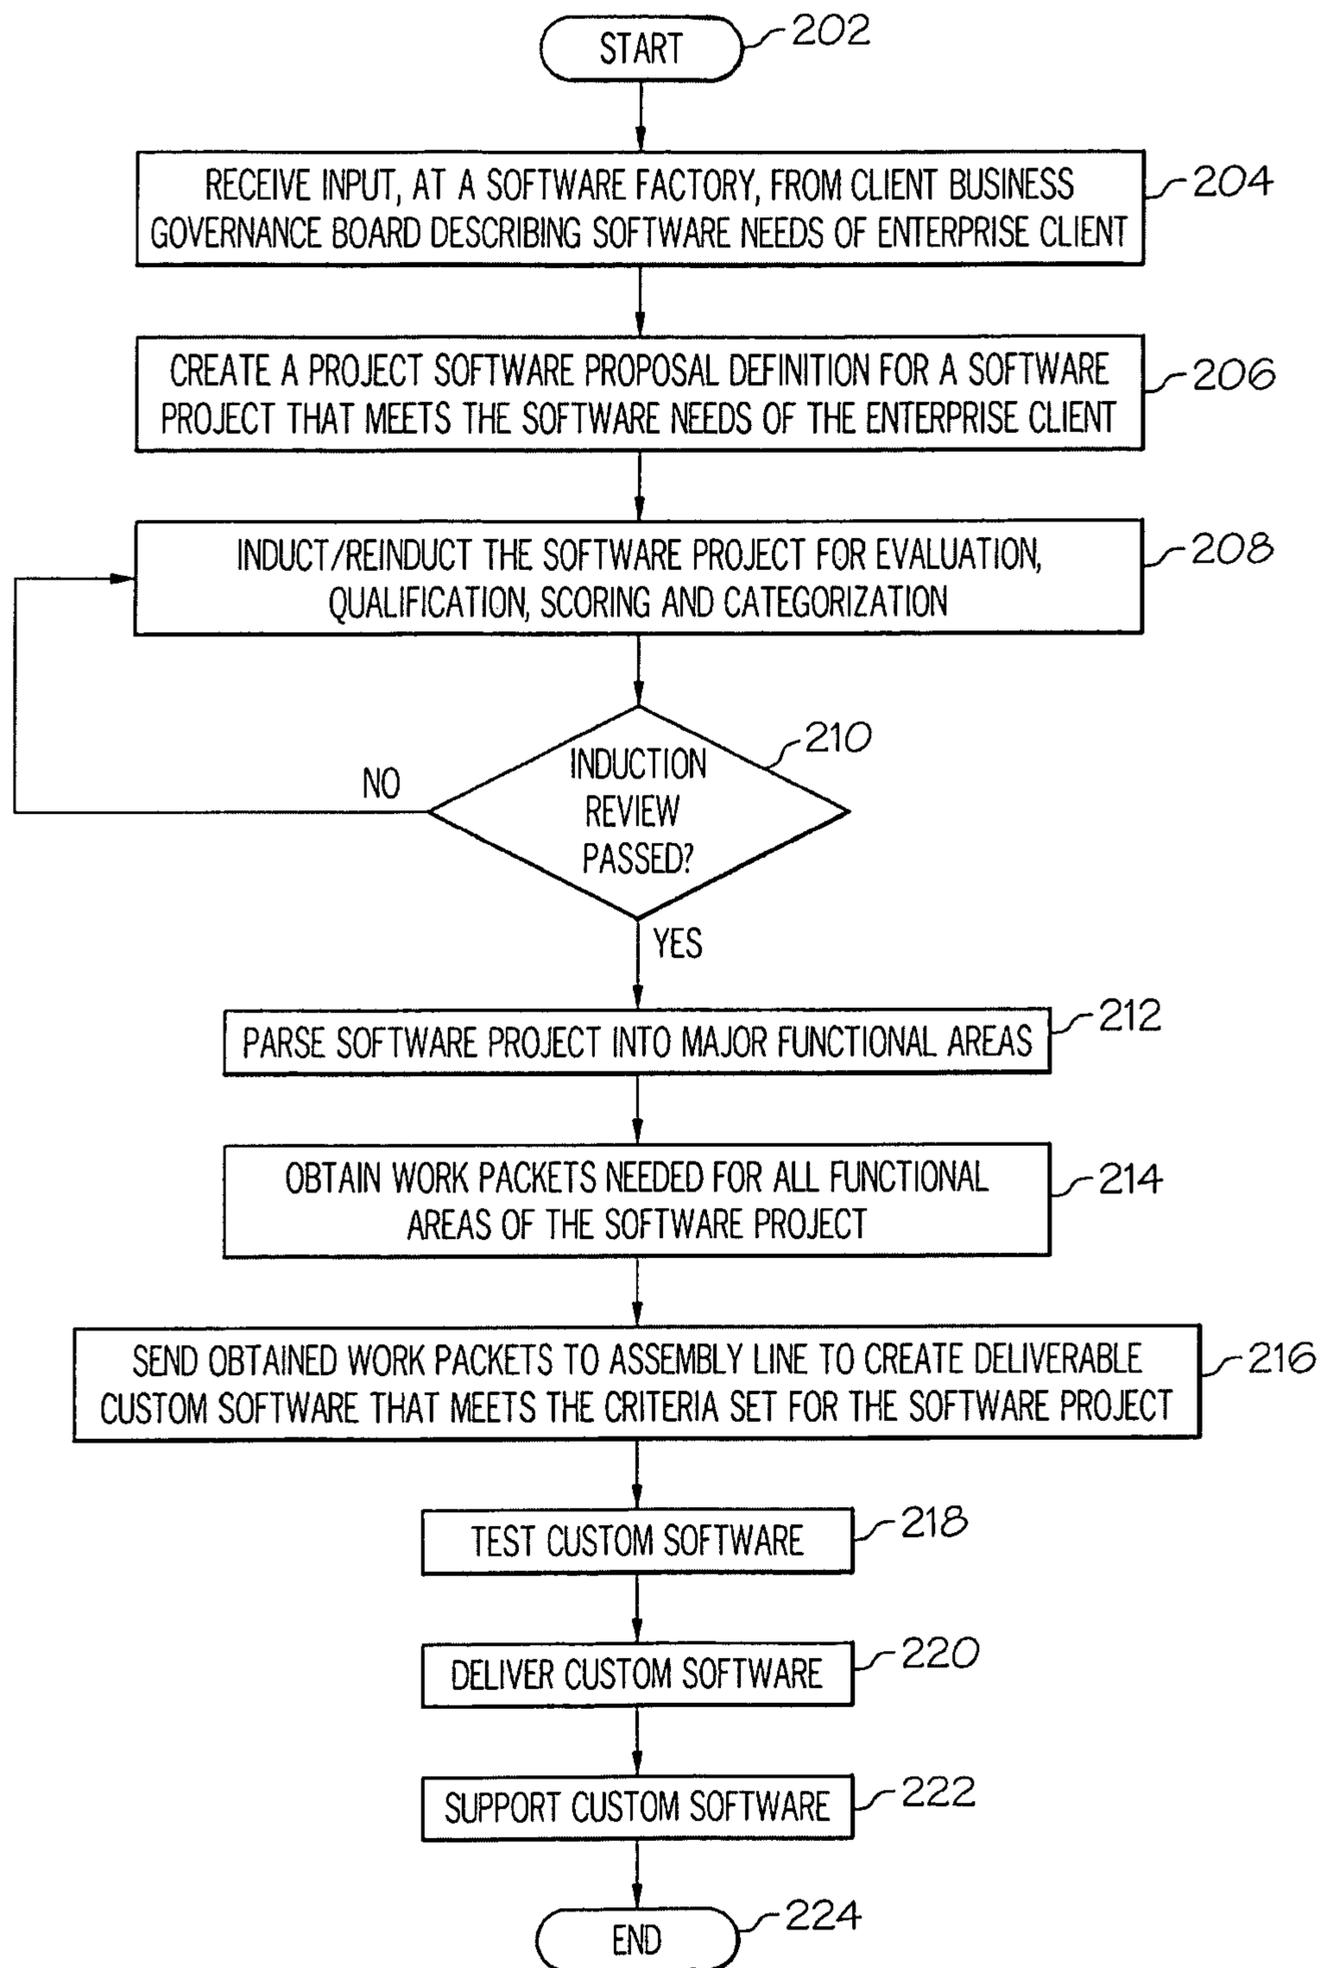 START
202
RECEIVE INPUT, AT A SOFTWARE FACTORY, FROM CLIENT BUSINESS
GOVERNANCE BOARD DESCRIBING SOFTWARE NEEDS OF ENTERPRISE CLIENT
204
CREATE A PROJECT SOFTWARE PROPOSAL DEFINITION FOR A SOFTWARE
PROJECT THAT MEETS THE SOFTWARE NEEDS OF THE ENTERPRISE CLIENT
206
INDUCT/REINDUCT THE SOFTWARE PROJECT FOR EVALUATION,
QUALIFICATION, SCORING AND CATEGORIZATION
208
INDUCTION
REVIEW
PASSED?
210
NO
YES
PARSE SOFTWARE PROJECT INTO MAJOR FUNCTIONAL AREAS
212
OBTAIN WORK PACKETS NEEDED FOR ALL FUNCTIONAL
AREAS OF THE SOFTWARE PROJECT
214
SEND OBTAINED WORK PACKETS TO ASSEMBLY LINE TO CREATE DELIVERABLE
CUSTOM SOFTWARE THAT MEETS THE CRITERIA SET FOR THE SOFTWARE PROJECT
216
TEST CUSTOM SOFTWARE
218
DELIVER CUSTOM SOFTWARE
220
SUPPORT CUSTOM SOFTWARE
222
END
224